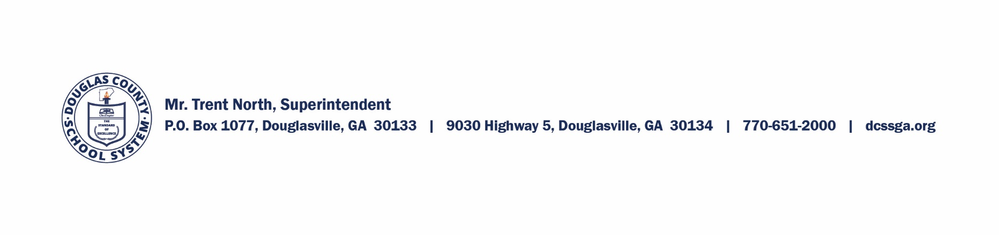 DOUGLAS COUNTY
SCHOOL SYSTEM
THE
STANDARD
OF
EXCELLENCE
Mr. Trent North, Superintendent
P.O. Box 1077, Douglasville, GA 30133 | 9030 Highway 5, Douglasville, GA 30134 | 770-651-2000 | dcssga.org